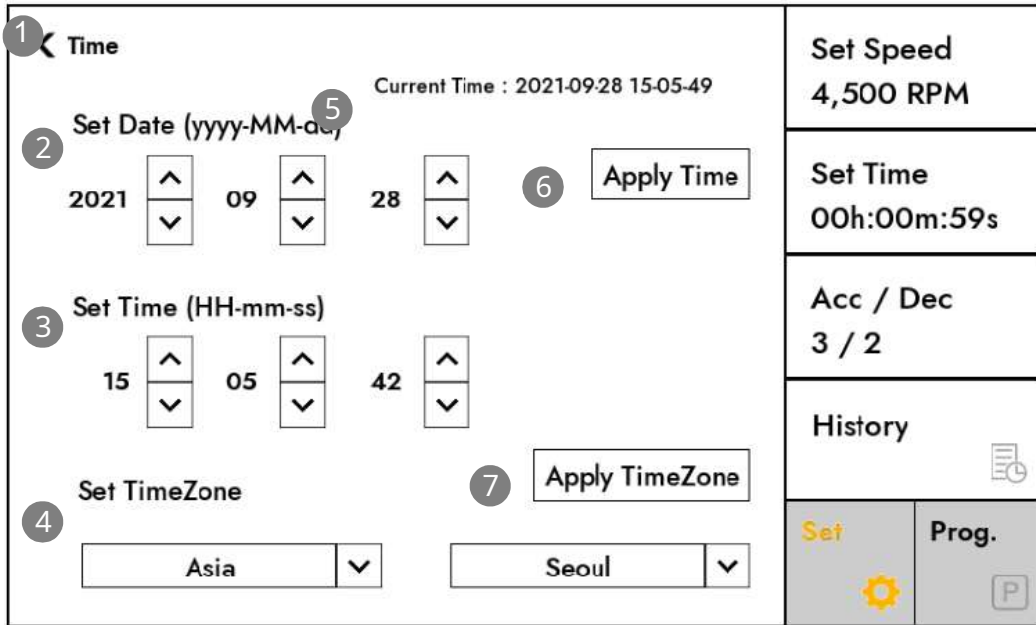 1
Time
Current Time : 2021-09-28 15-05-49
5
Set Date (yyyy-MM-dd)
2
2021 09 28
6
Apply Time
Set Time (HH-mm-ss)
3
15 05 42
7
Apply TimeZone
Set TimeZone
4
Asia
Seoul
Set Speed
4,500 RPM
Set Time
00h:00m:59s
Acc / Dec
3 / 2
History
Set
Prog.
P